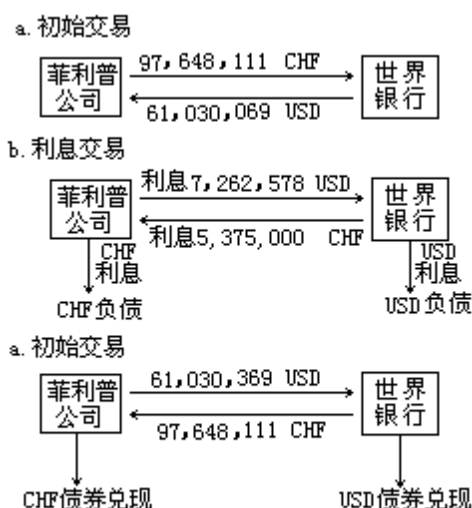 a.初始交易
菲利普
公司
97,648,111 CHF
61,030,069 USD
世界
银行
b.利息交易
菲利普
公司
利息7,262,578 USD
利息5,375,000 CHF
世界
银行
CHF
利息
USD
利息
CHF负债
USD负债
a.初始交易
菲利普
公司
61,030,369 USD
97,648,111 CHF
世界
银行
CHF债券兑现
USD债券兑现